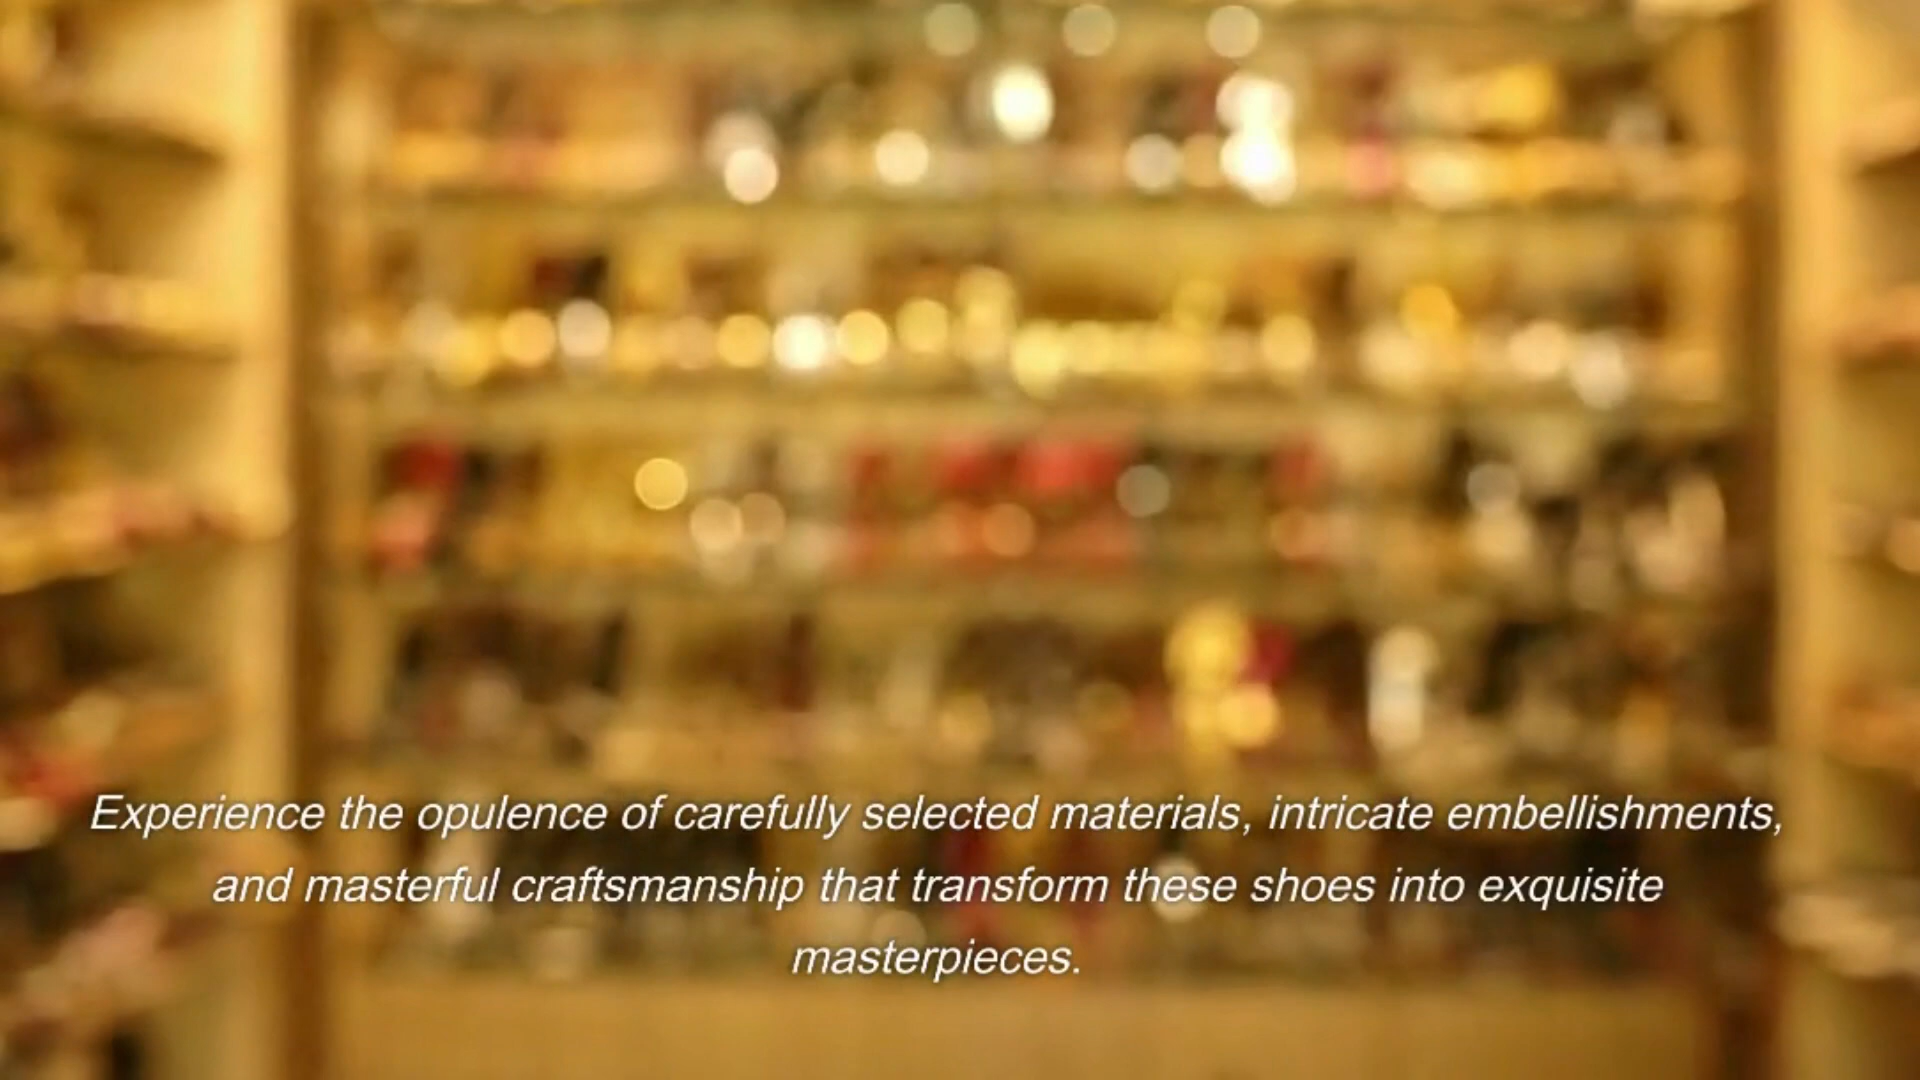 Experience the opulence of carefully selected materials, intricate embellishments,
and masterful craftsmanship that transform these shoes into exquisite
masterpieces.